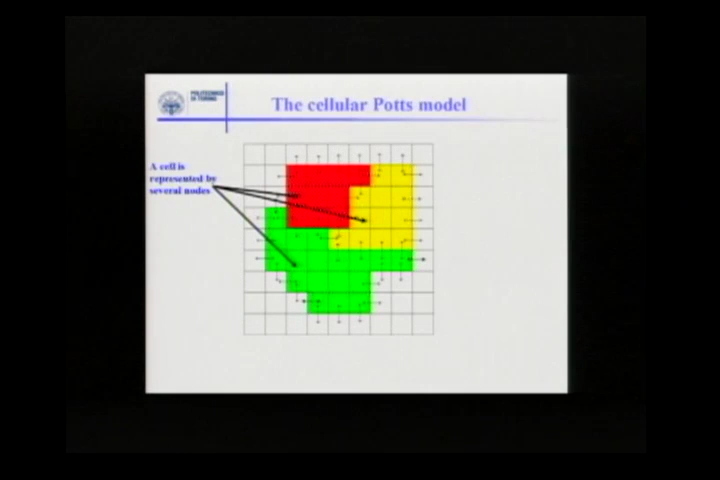 POLITECNICO
DI TORINO
The cellular Potts model
A cell is
represented by
several nodes